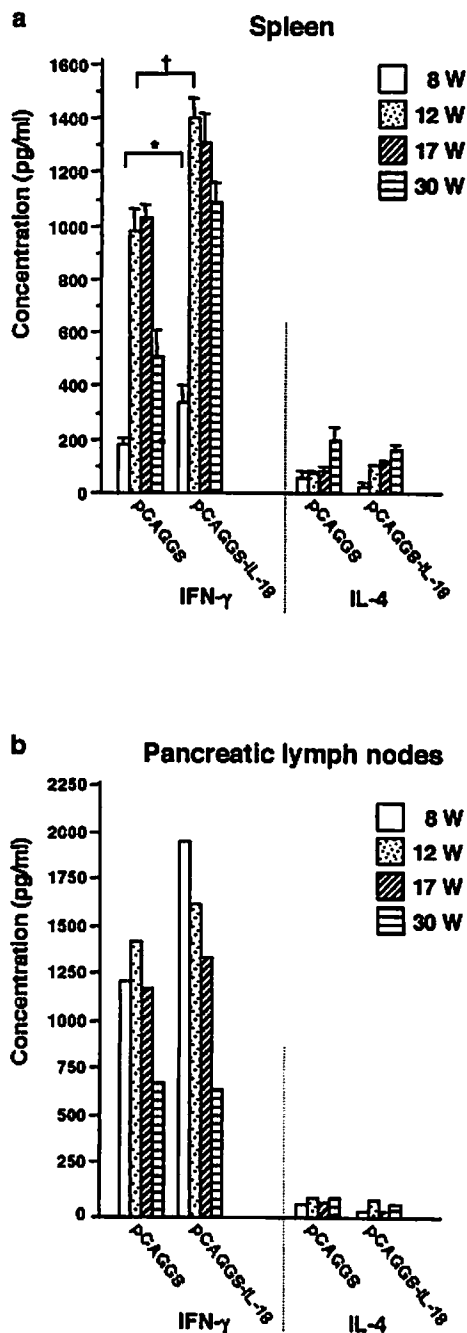 a
Spleen
Concentration (pg/ml)
1600
1400
1200
1000
800
600
400
200
0
†
*
8 W
12 W
17 W
30 W
pCAGGS
pCAGGS-IL-18
pCAGGS
pCAGGS-IL-18
IFN-γ
IL-4
b
Pancreatic lymph nodes
Concentration (pg/ml)
2250
2000
1750
1500
1250
1000
750
500
250
0
8 W
12 W
17 W
30 W
pCAGGS
pCAGGS-IL-18
pCAGGS
pCAGGS-IL-18
IFN-γ
IL-4